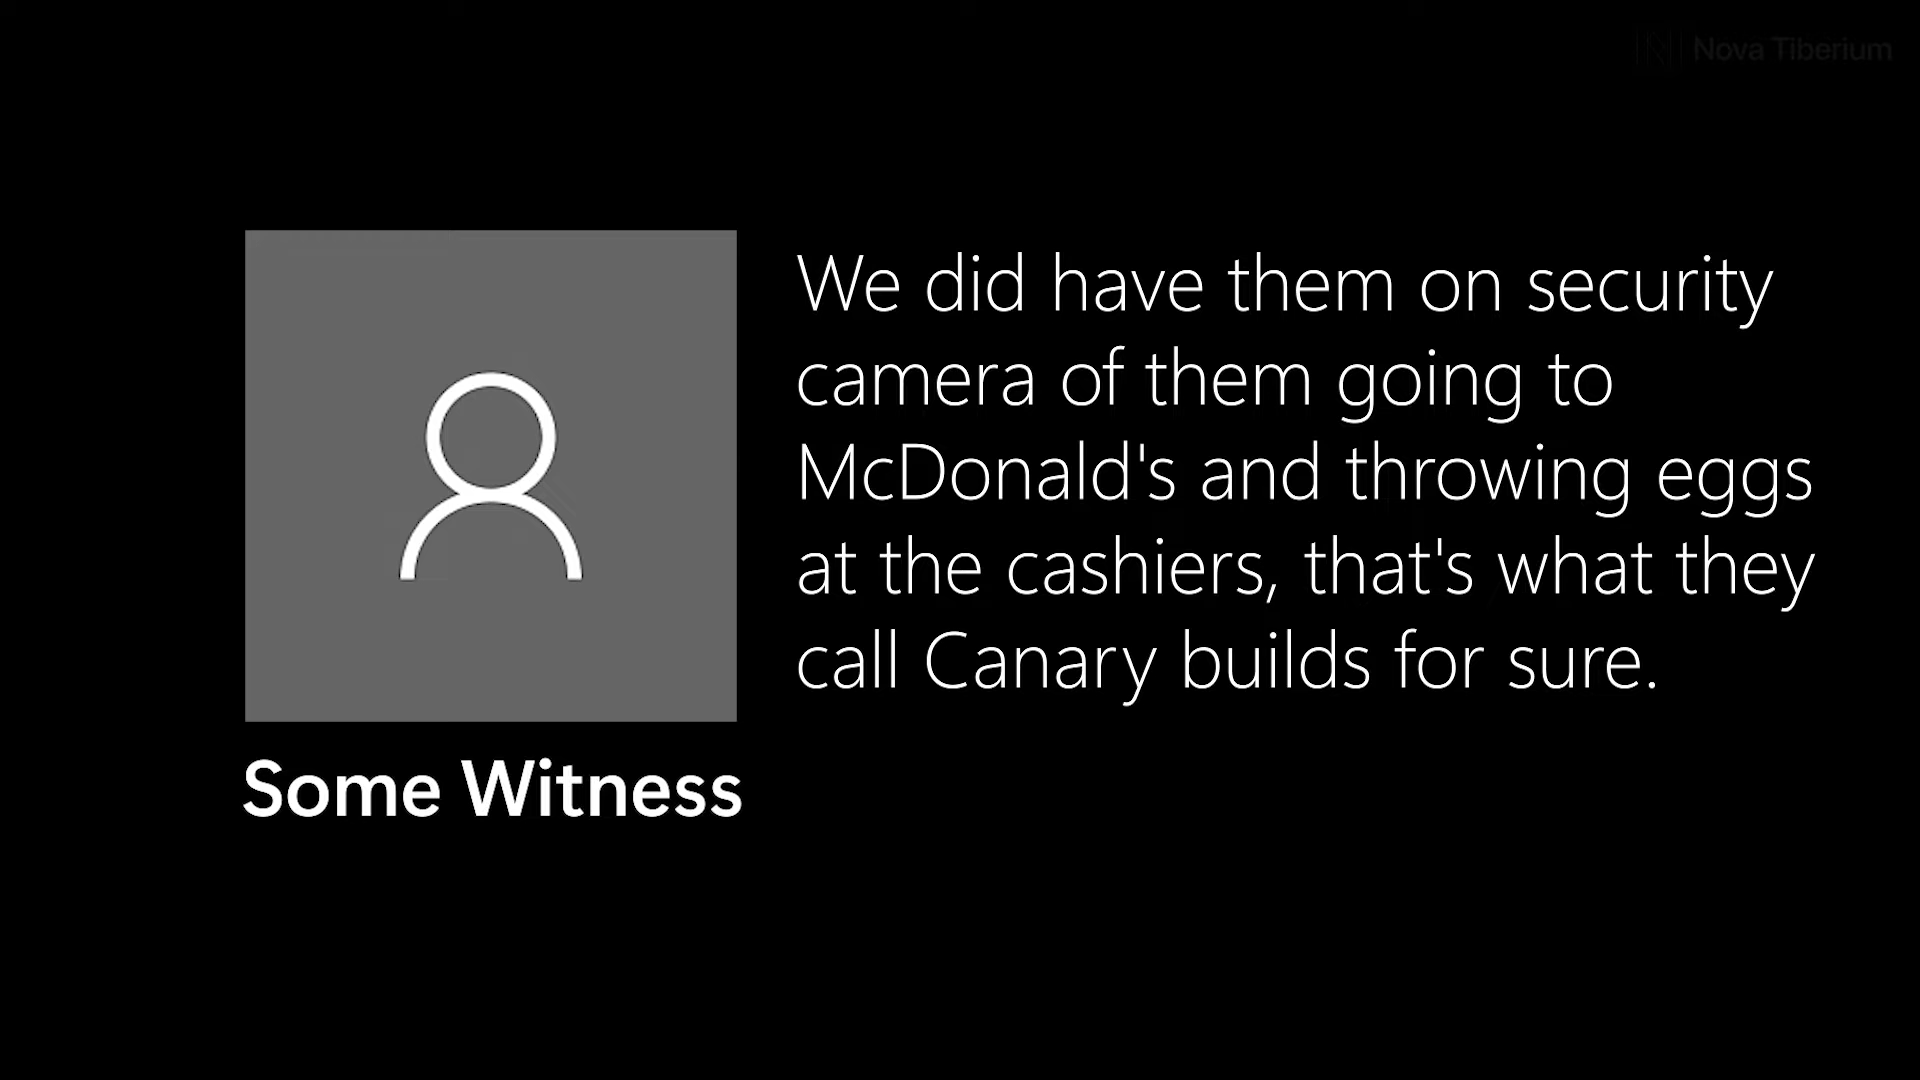 Nova Tiberium
We did have them on security
camera of them going to
McDonald's and throwing eggs
at the cashiers, that's what they
call Canary builds for sure.
Some Witness